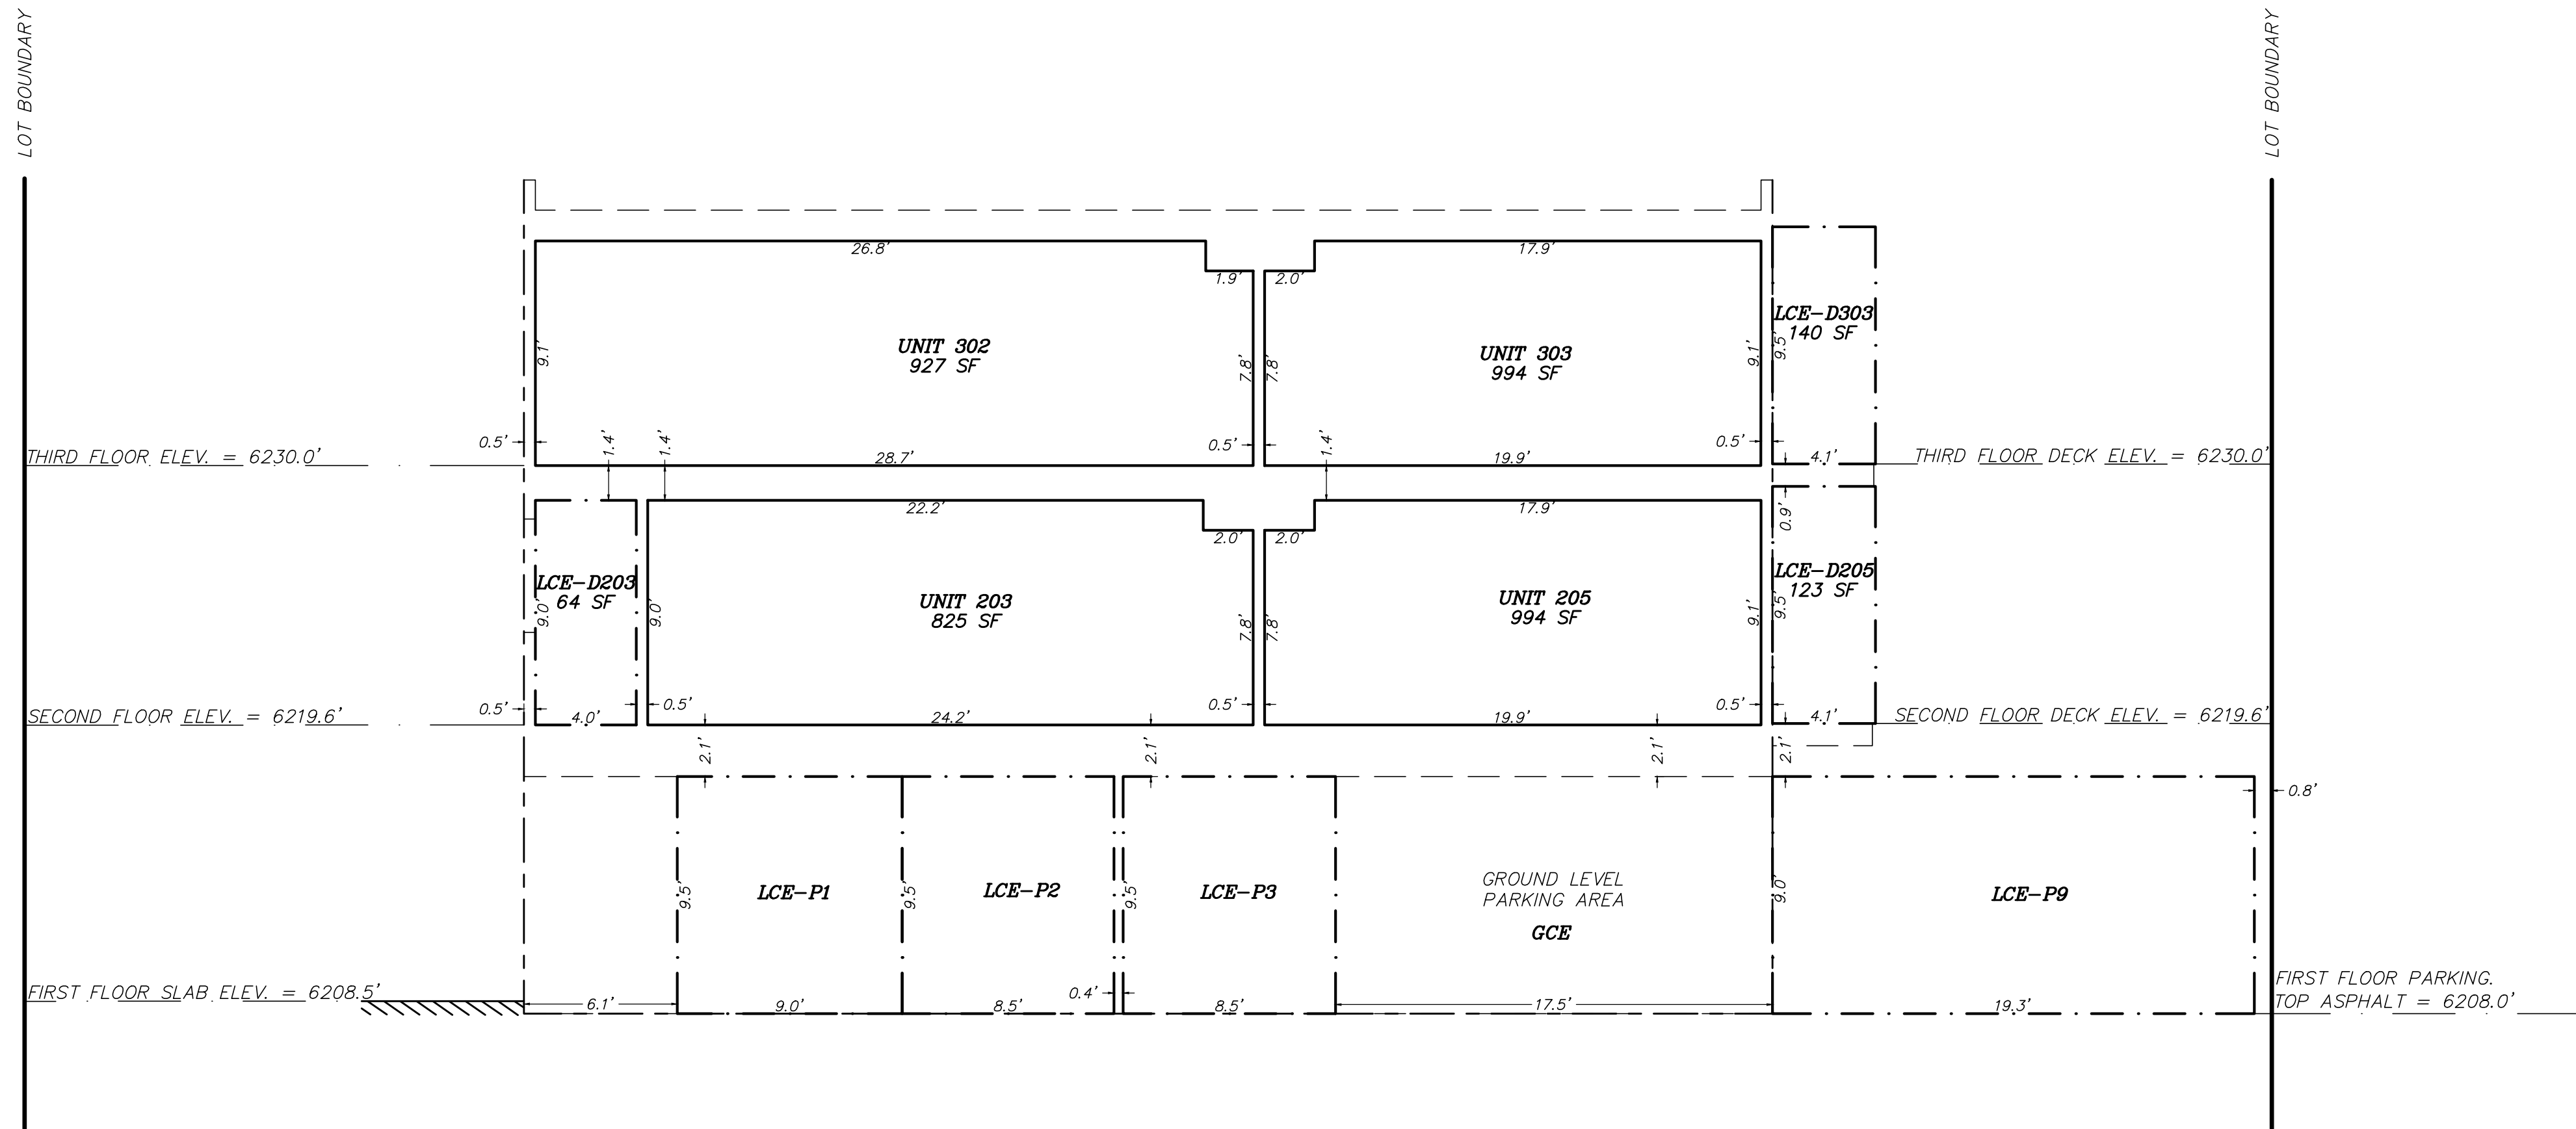 LOT BOUNDARY
LOT BOUNDARY
26.8'
17.9'
1.9'
2.0'
LCE-D303
140 SF
UNIT 302
927 SF
UNIT 303
994 SF
9.1'
7.8'
7.8'
9.1'
9.5'
0.5'
1.4'
1.4'
0.5'
1.4'
0.5'
THIRD FLOOR ELEV. = 6230.0'
28.7'
19.9'
4.1'
THIRD FLOOR DECK ELEV. = 6230.0'
22.2'
17.9'
0.9'
2.0'
2.0'
LCE-D203
64 SF
UNIT 203
825 SF
UNIT 205
994 SF
LCE-D205
123 SF
9.0'
9.0'
7.8'
7.8'
9.1'
9.5'
0.5'
0.5'
0.5'
0.5'
SECOND FLOOR ELEV. = 6219.6'
4.0'
24.2'
19.9'
4.1'
SECOND FLOOR DECK ELEV. = 6219.6'
2.1'
2.1'
2.1'
2.1'
0.8'
9.5'
LCE-P1
9.5'
LCE-P2
9.5'
LCE-P3
GROUND LEVEL
PARKING AREA
GCE
9.0'
LCE-P9
FIRST FLOOR SLAB ELEV. = 6208.5'
6.1'
9.0'
8.5'
0.4'
8.5'
17.5'
19.3'
FIRST FLOOR PARKING.
TOP ASPHALT = 6208.0'